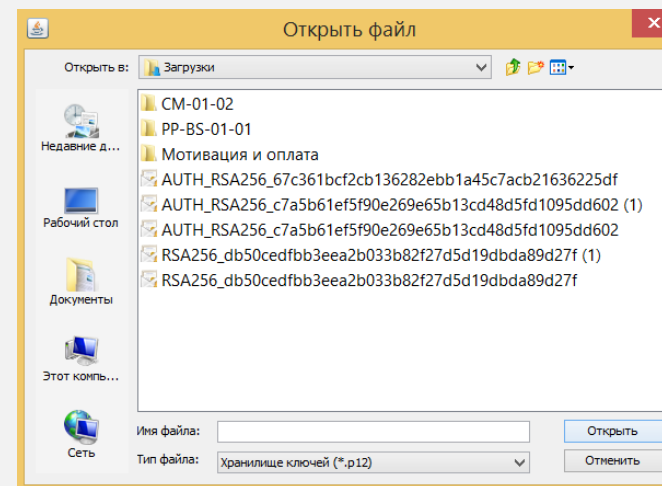 Открыть файл
Открыть в:
Загрузки
Недавние д...
Рабочий стол
Документы
Этот компь...
Сеть
CM-01-02
PP-BS-01-01
Мотивация и оплата
AUTH_RSA256_67c361bcf2cb136282ebb1a45c7acb21636225df
AUTH_RSA256_c7a5b61ef5f90e269e65b13cd48d5fd1095dd602 (1)
AUTH_RSA256_c7a5b61ef5f90e269e65b13cd48d5fd1095dd602
RSA256_db50cedfbb3eea2b033b82f27d5d19dbda89d27f (1)
RSA256_db50cedfbb3eea2b033b82f27d5d19dbda89d27f
Имя файла:
Открыть
Тип файла:
Хранилище ключей (*.p12)
Отменить